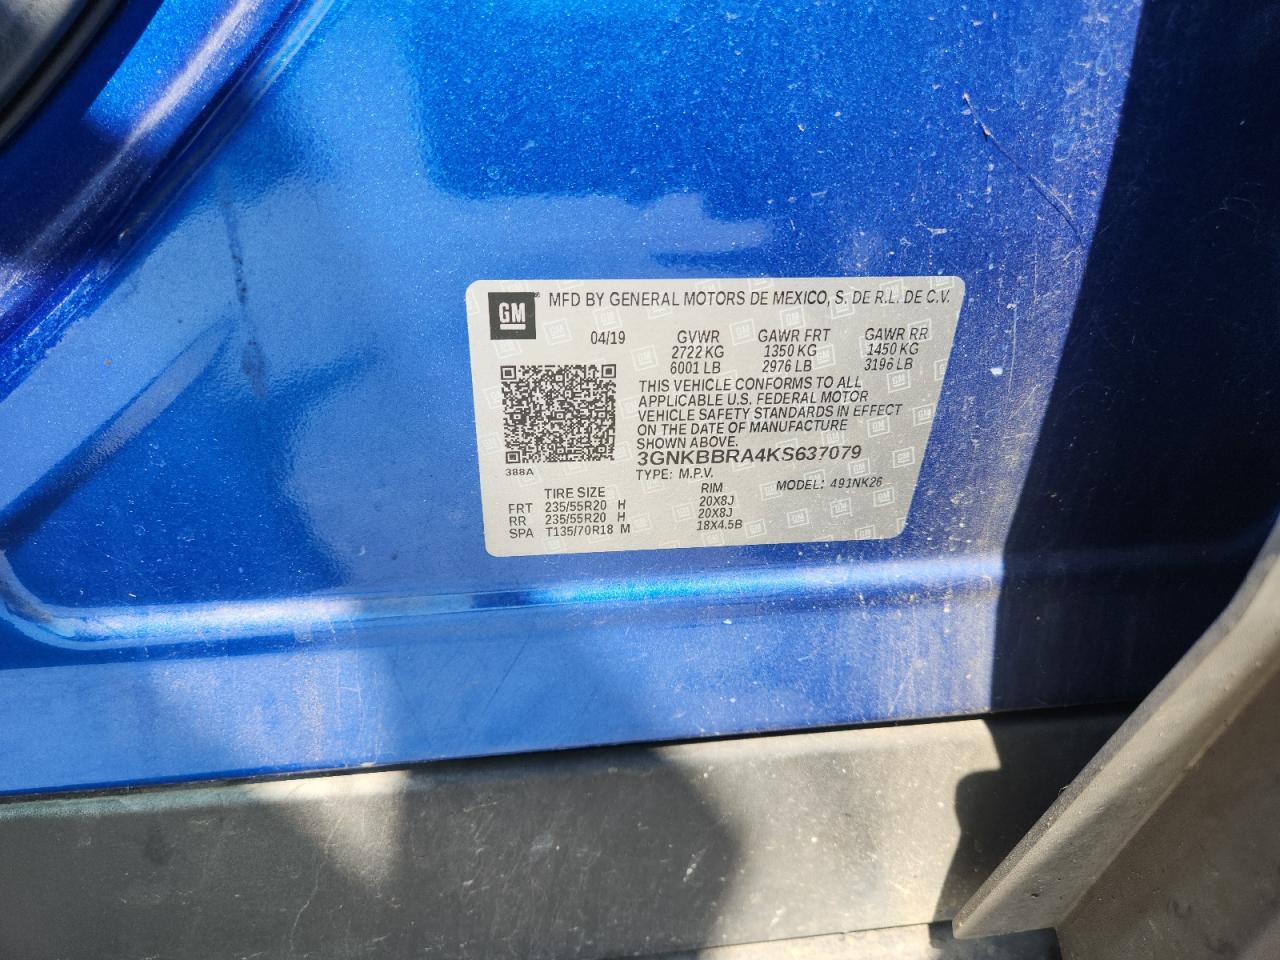 GM MFD BY GENERAL MOTORS DE MEXICO, S. DE R.L. DE C.V.
04/19 GVWR GAWR FRT GAWR RR
2722 KG 1350 KG 1450 KG
6001 LB 2976 LB 3196 LB
THIS VEHICLE CONFORMS TO ALL
APPLICABLE U.S. FEDERAL MOTOR
VEHICLE SAFETY STANDARDS IN EFFECT
ON THE DATE OF MANUFACTURE
SHOWN ABOVE.
3GNKBBRA4KS637079
388A
TYPE: M.P.V. MODEL: 491NK26
TIRE SIZE RIM
FRT 235/55R20 H 20X8J
RR 235/55R20 H 20X8J
SPA T135/70R18 M 18X4.5B